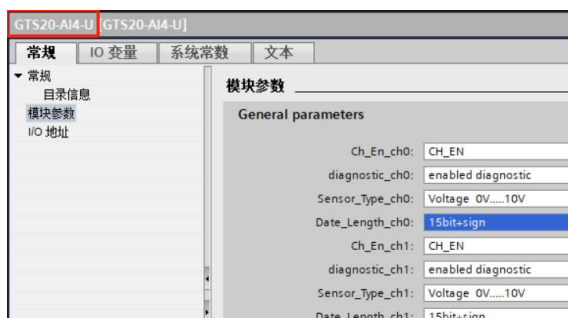 GTS20-AI4-U [GTS20-AI4-U]
常规 IO 变量 系统常数 文本
常规
目录信息
模块参数
I/O 地址
模块参数
General parameters
Ch_En_ch0: CH_EN
diagnostic_ch0: enabled diagnostic
Sensor_Type_ch0: Voltage 0V.....10V
Date_Length_ch0: 15bit+sign
Ch_En_ch1: CH_EN
diagnostic_ch1: enabled diagnostic
Sensor_Type_ch1: Voltage 0V.....10V
Date_Length_ch1: 15bit+sign